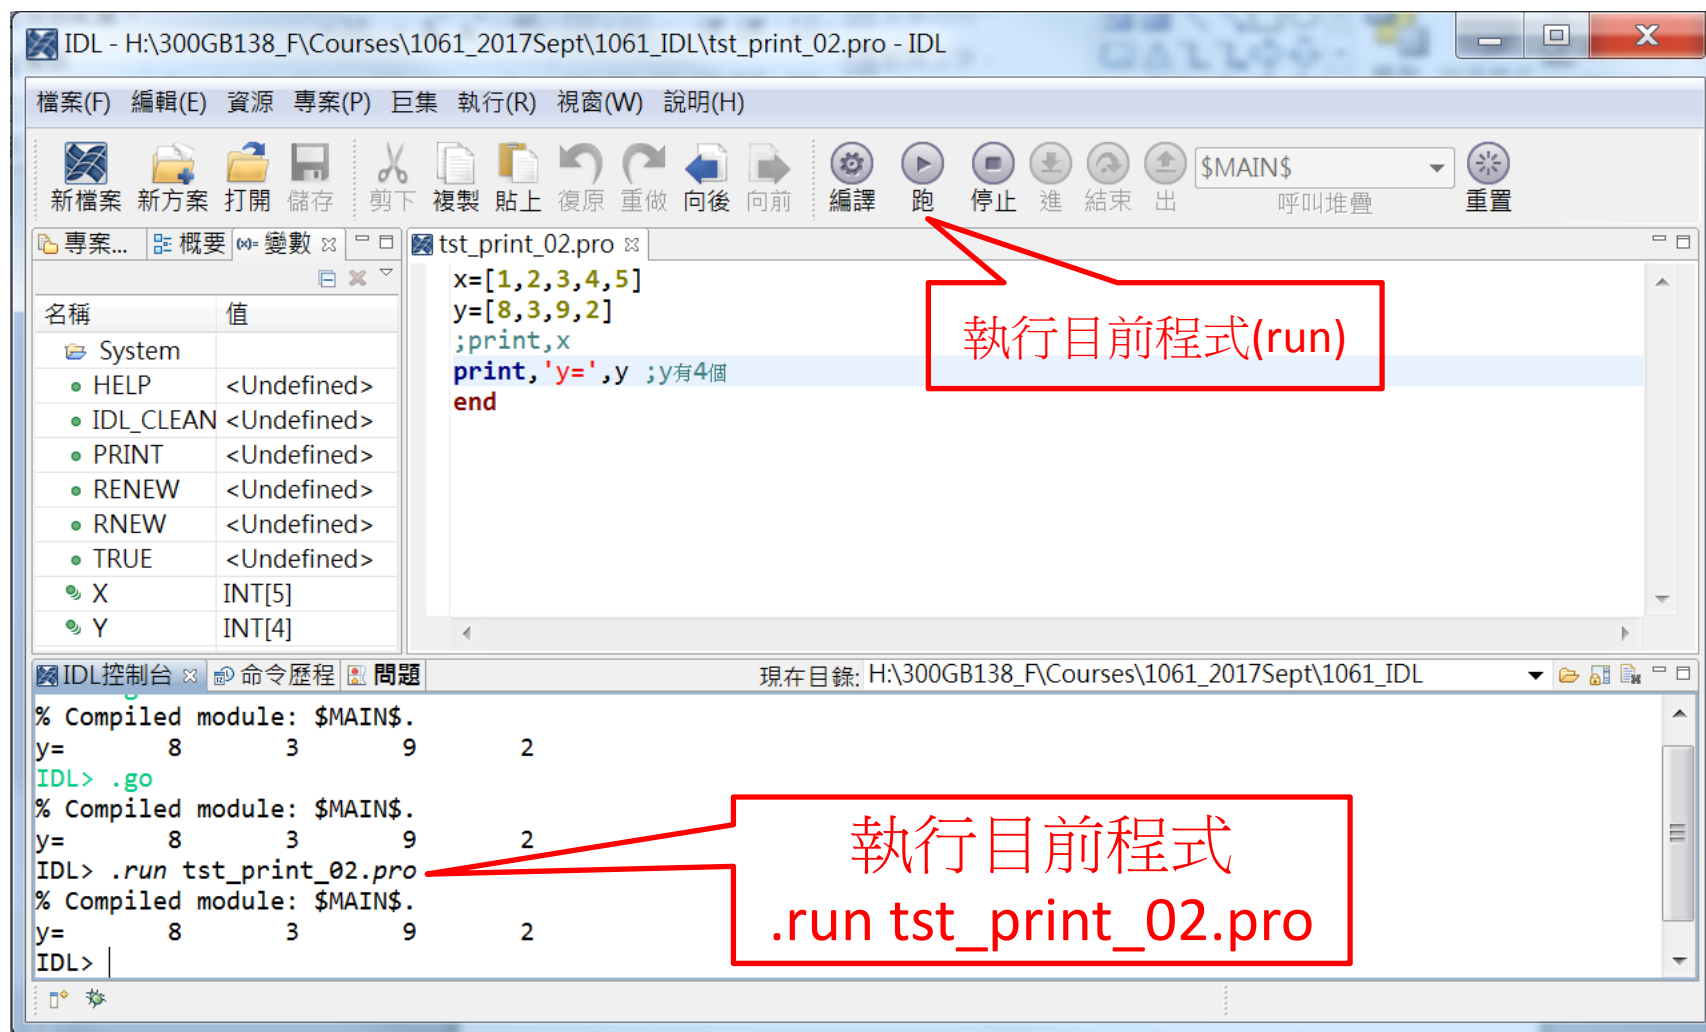 IDL - H:\300GB138_F\Courses\1061_2017Sept\1061_IDL\tst_print_02.pro - IDL
檔案(F) 編輯(E) 資源 專案(P) 巨集 執行(R) 視窗(W) 說明(H)
新檔案 新方案 打開 儲存 剪下 複製 貼上 復原 重做 向後 向前 編譯 跑 停止 進 結束 出 $MAIN$ 呼叫堆疊 重置
專案... 概要 變數
tst_print_02.pro
名稱 值
System
HELP <Undefined>
IDL_CLEAN <Undefined>
PRINT <Undefined>
RENEW <Undefined>
RNEW <Undefined>
TRUE <Undefined>
X INT[5]
Y INT[4]
x=[1,2,3,4,5]
y=[8,3,9,2]
;print,x
print,'y=',y ;y有4個
end
執行目前程式(run)
IDL控制台 命令歷程 問題
現在目錄: H:\300GB138_F\Courses\1061_2017Sept\1061_IDL
% Compiled module: $MAIN$.
y= 8 3 9 2
IDL> .go
% Compiled module: $MAIN$.
y= 8 3 9 2
IDL> .run tst_print_02.pro
% Compiled module: $MAIN$.
y= 8 3 9 2
IDL>
執行目前程式
.run tst_print_02.pro